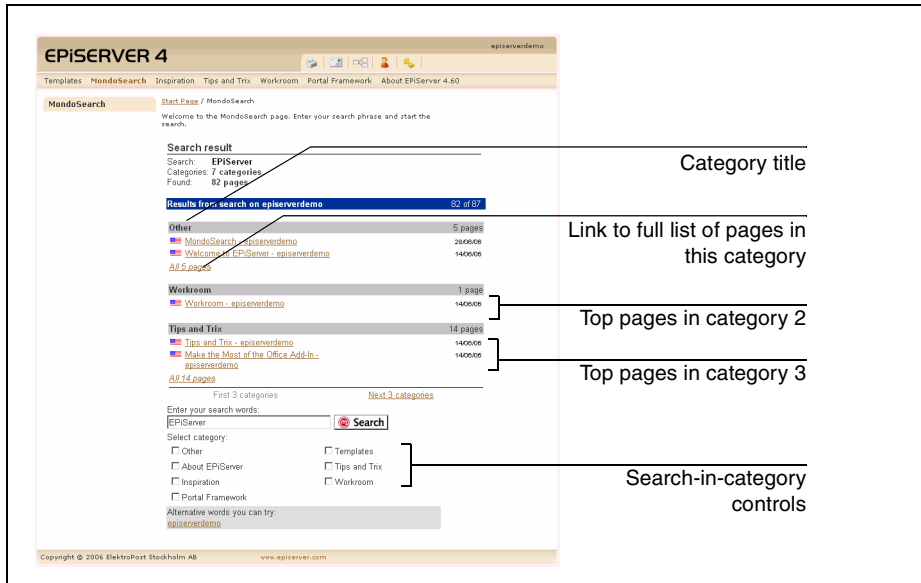 episerverdemo
EPiSERVER 4
Templates MondoSearch Inspiration Tips and Trix Workroom Portal Framework About EPiServer 4.60
MondoSearch
Start Page / MondoSearch
Welcome to the MondoSearch page. Enter your search phrase and start the
search.
Search result
Search: EPiServer
Categories: 7 categories
Found: 82 pages
Category title
Results from search on episerverdemo 82 of 87
Other 5 pages
MondoSearch - episerverdemo 28/06/06
Welcome to EPiServer - episerverdemo 14/06/06
All 5 pages
Link to full list of pages in
this category
Workroom 1 page
Workroom - episerverdemo 14/06/06
Top pages in category 2
Tips and Trix 14 pages
Tips and Trix - episerverdemo 14/06/06
Make the Most of the Office Add-In - 14/06/06
episerverdemo
All 14 pages
Top pages in category 3
First 3 categories Next 3 categories
Enter your search words:
EPiServer Search
Select category:
Other Templates
About EPiServer Tips and Trix
Inspiration Workroom
Portal Framework
Search-in-category
controls
Alternative words you can try:
episerverdemo
Copyright © 2006 ElektroPost Stockholm AB www.episerver.com